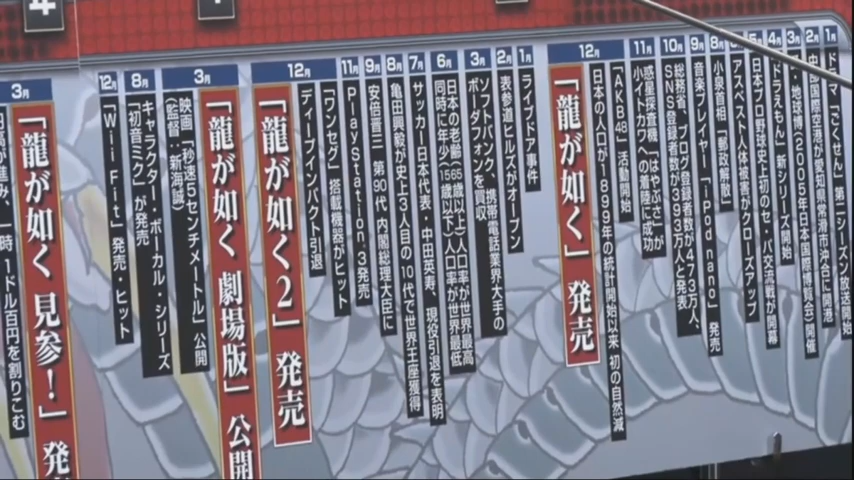 1月
ドラマ「ごくせん」第二シーズン放送開始
2月
中部国際空港が愛知県常滑市沖合に開港
3月
愛・地球博(2005年日本国際博覧会)開催
4月
「ドラえもん」新シリーズ開始
5月
日本プロ野球史上初のセ・パ交流戦が開幕
アスベスト人体被害がクローズアップ
8月
小泉首相「郵政解散」
9月
音楽プレイヤー「iPod nano」発売
10月
総務省、ブログ登録者数が473万人、
SNS登録者数が393万人と発表
11月
惑星探査機「はやぶさ」が
小イトカワへの着陸に成功
12月
「AKB48」活動開始
日本の人口が1899年の統計開始以来 初の自然減
「龍が如く」発売
1月
ライブドア事件
2月
表参道ヒルズがオープン
3月
ソフトバンク、携帯電話業界大手の
ボーダフォンを買収
6月
日本の老齢(65歳以上)人口率が世界最高
同時に年少(15歳以下)人口率が世界最低
7月
サッカー日本代表・中田英寿、現役引退を表明
8月
亀田興毅が史上3人目の10代で世界王座獲得
9月
安倍晋三 第90代 内閣総理大臣に
11月
PlayStation 3発売
12月
「ワンセグ」搭載機器がヒット
ディープインパクト引退
「龍が如く2」発売
3月
「龍が如く 劇場版」公開
映画「秒速5センチメートル」公開
(監督:新海誠)
8月
キャラクター・ボーカル・シリーズ
「初音ミク」が発売
12月
「Wii Fit」発売・ヒット
3月
「龍が如く 見参!」発
円高が進み、一時 1ドル百円を割りこむ
年